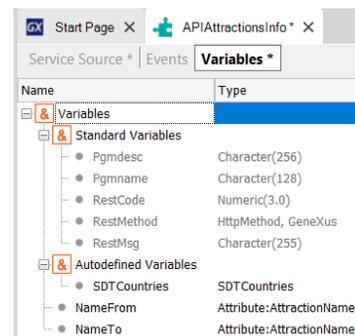 GX Start Page X APIAttractionsInfo * X
Service Source * Events Variables *
Name Type
& Variables
& Standard Variables
Pgmdesc Character(256)
Pgmname Character(128)
RestCode Numeric(3.0)
RestMethod HttpMethod, GeneXus
RestMsg Character(255)
& Autodefined Variables
SDTCountries SDTCountries
NameFrom Attribute:AttractionName
NameTo Attribute:AttractionName